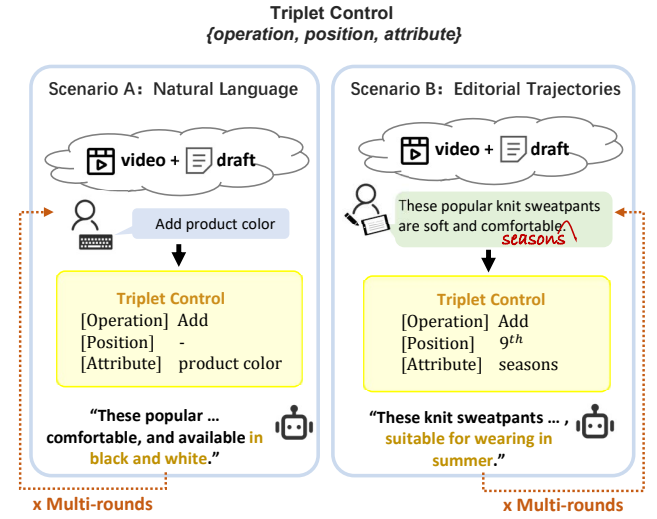 Triplet Control
{operation, position, attribute}
Scenario A: Natural Language
video + draft
Add product color
Triplet Control
[Operation] Add
[Position] -
[Attribute] product color
“These popular ...
comfortable, and available in
black and white.”
x Multi-rounds
Scenario B: Editorial Trajectories
video + draft
These popular knit sweatpants
are soft and comfortable.
seasons
Triplet Control
[Operation] Add
[Position] 9th
[Attribute] seasons
“These knit sweatpants ... ,
suitable for wearing in
summer.”
x Multi-rounds